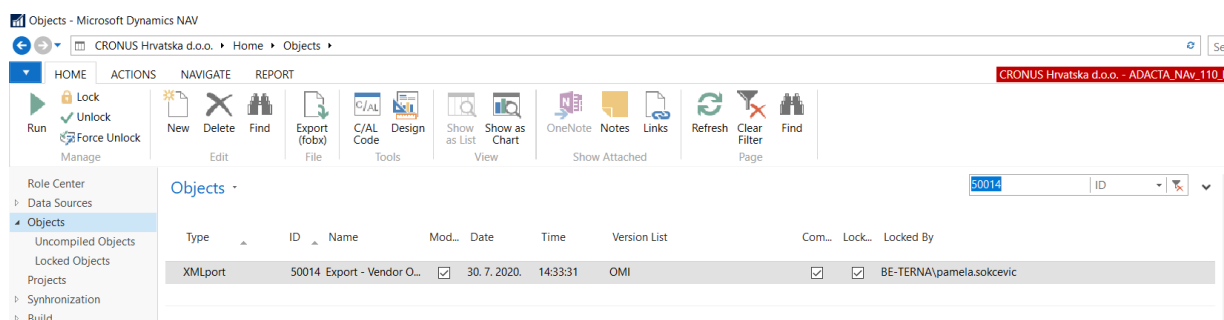 Objects - Microsoft Dynamics NAV
CRONUS Hrvatska d.o.o. Home Objects
HOME ACTIONS NAVIGATE REPORT
CRONUS Hrvatska d.o.o. - ADACTA_NAv_110_
Run
Lock
Unlock
Force Unlock
New Delete Find
Export (fobx)
C/AL Code
Design
Show as List
Show as Chart
OneNote Notes Links
Refresh
Clear Filter
Find
Manage Edit File Tools View Show Attached Page
Role Center
Data Sources
Objects
Uncompiled Objects
Locked Objects
Projects
Synhronization
Build
Objects
50014 ID
Type ID Name Mod... Date Time Version List Com... Lock... Locked By
XMLport 50014 Export - Vendor O... 30. 7. 2020. 14:33:31 OMI BE-TERNA\pamela.sokcevic